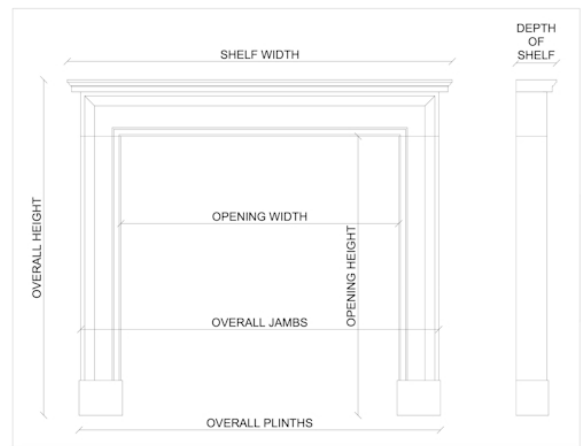 SHELF WIDTH
DEPTH
OF
SHELF
OVERALL HEIGHT
OPENING WIDTH
OPENING HEIGHT
OVERALL JAMBS
OVERALL PLINTHS